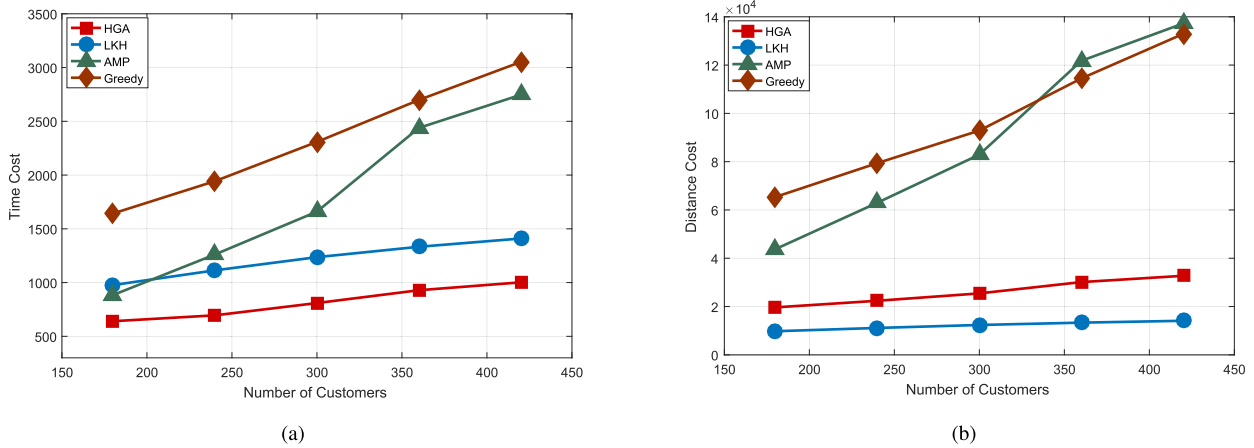 3500
3000
2500
2000
1500
1000
500
150 200 250 300 350 400 450
Time Cost
Number of Customers
HGA
LKH
AMP
Greedy
(a)
×10⁴
14
12
10
8
6
4
2
0
150 200 250 300 350 400 450
Distance Cost
Number of Customers
HGA
LKH
AMP
Greedy
(b)